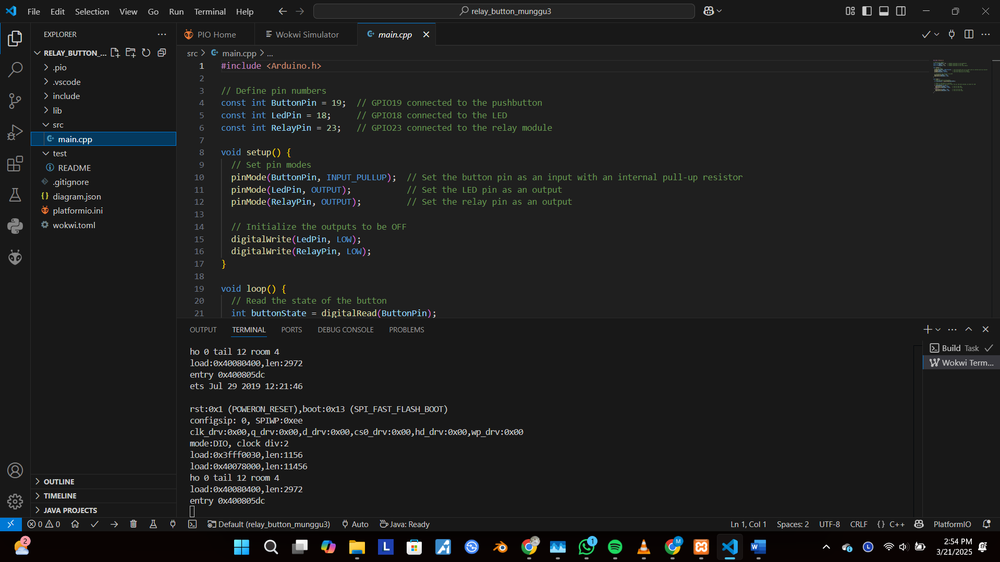 File Edit Selection View Go Run Terminal Help
relay_button_munggu3
EXPLORER
RELAY_BUTTON_...
.pio
.vscode
include
lib
src
main.cpp
test
README
.gitignore
diagram.json
platformio.ini
wokwi.toml
OUTLINE
TIMELINE
JAVA PROJECTS
PIO Home
Wokwi Simulator
main.cpp
src > main.cpp > ...
1 #include <Arduino.h>
2
3 // Define pin numbers
4 const int ButtonPin = 19;  // GPIO19 connected to the pushbutton
5 const int LedPin = 18;     // GPIO18 connected to the LED
6 const int RelayPin = 23;   // GPIO23 connected to the relay module
7
8 void setup() {
9   // Set pin modes
10   pinMode(ButtonPin, INPUT_PULLUP);  // Set the button pin as an input with an internal pull-up resistor
11   pinMode(LedPin, OUTPUT);           // Set the LED pin as an output
12   pinMode(RelayPin, OUTPUT);         // Set the relay pin as an output
13
14   // Initialize the outputs to be OFF
15   digitalWrite(LedPin, LOW);
16   digitalWrite(RelayPin, LOW);
17 }
18
19 void loop() {
20   // Read the state of the button
21   int buttonState = digitalRead(ButtonPin);
OUTPUT TERMINAL PORTS DEBUG CONSOLE PROBLEMS
ho 0 tail 12 room 4
load:0x40080400,len:2972
entry 0x400805dc
ets Jul 29 2019 12:21:46
rst:0x1 (POWERON_RESET),boot:0x13 (SPI_FAST_FLASH_BOOT)
configsip: 0, SPIWP:0xee
clk_drv:0x00,q_drv:0x00,d_drv:0x00,cs0_drv:0x00,hd_drv:0x00,wp_drv:0x00
mode:DIO, clock div:2
load:0x3fff0030,len:1156
load:0x40078000,len:11456
ho 0 tail 12 room 4
load:0x40080400,len:2972
entry 0x400805dc
Build Task
Wokwi Term...
0 0 Default (relay_button_munggu3) Auto Java: Ready Ln 1, Col 1 Spaces: 2 UTF-8 CRLF {} C++ PlatformIO
2
L
1
M
W
L
2:54 PM
3/21/2025